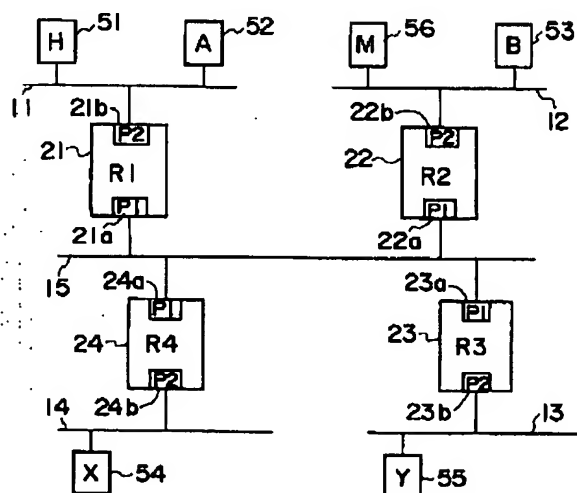 H 51 A 52 M 56 B 53
11 21b 22b 12
P2 P2
21 R1 22 R2
P1 P1
21a 22a
15 24a 23a
P1 P1
24 R4 23 R3
P2 P2
14 24b 23b 13
X 54 Y 55